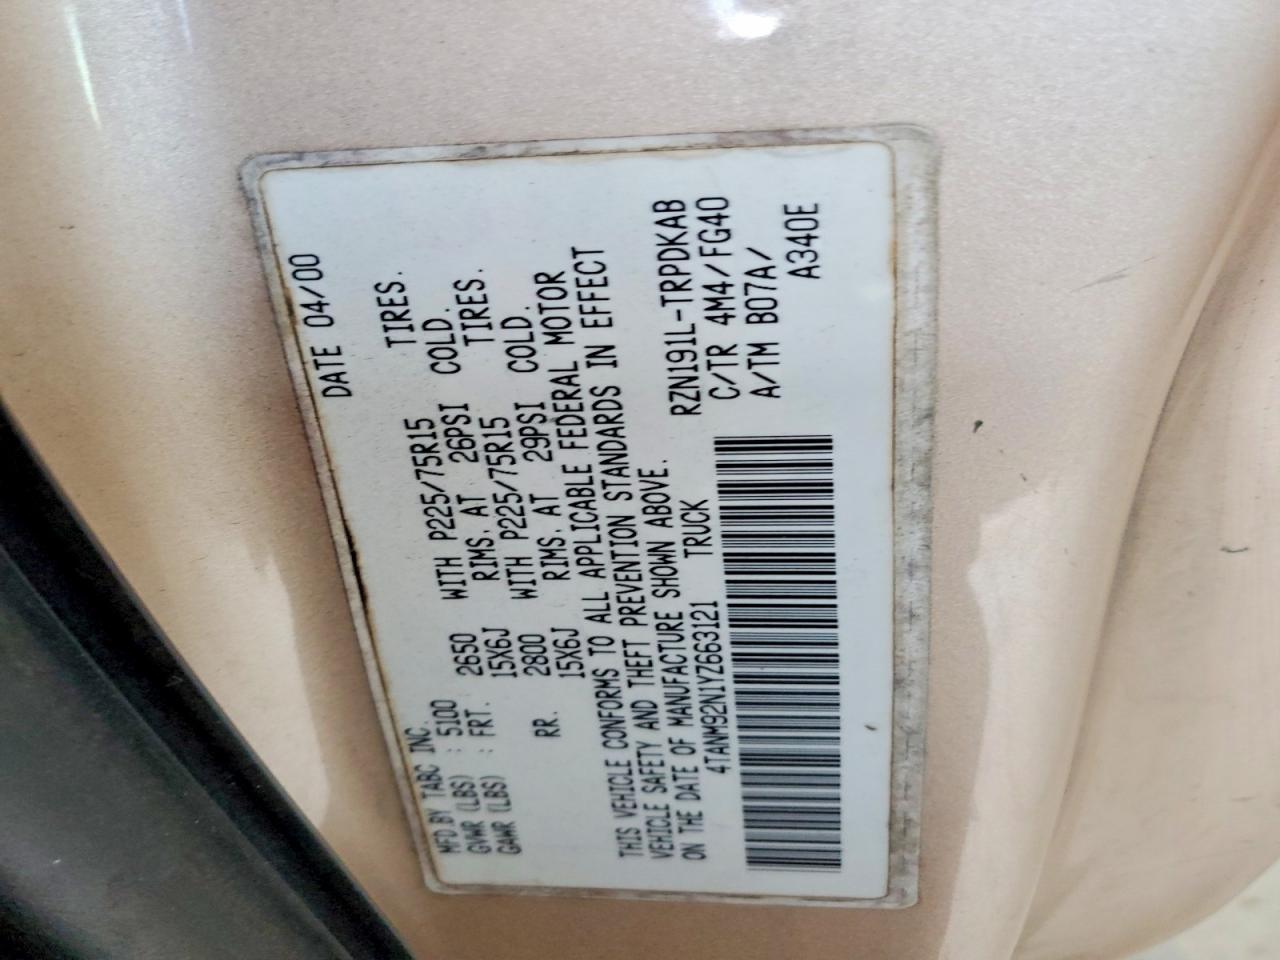 MFD.BY TABC INC. DATE 04/00
GVWR (LBS) : 5100
GAWR (LBS) : FRT. 2650 WITH P225/75R15 TIRES.
15X6J RIMS. AT 26PSI COLD.
RR. 2800 WITH P225/75R15 TIRES.
15X6J RIMS. AT 29PSI COLD.
THIS VEHICLE CONFORMS TO ALL APPLICABLE FEDERAL MOTOR
VEHICLE SAFETY AND THEFT PREVENTION STANDARDS IN EFFECT
ON THE DATE OF MANUFACTURE SHOWN ABOVE.
4TANM92N1YZ663121 TRUCK
RZN191L-TRPDKAB
C/TR 4M4/FG40
A/TM B07A/
A340E